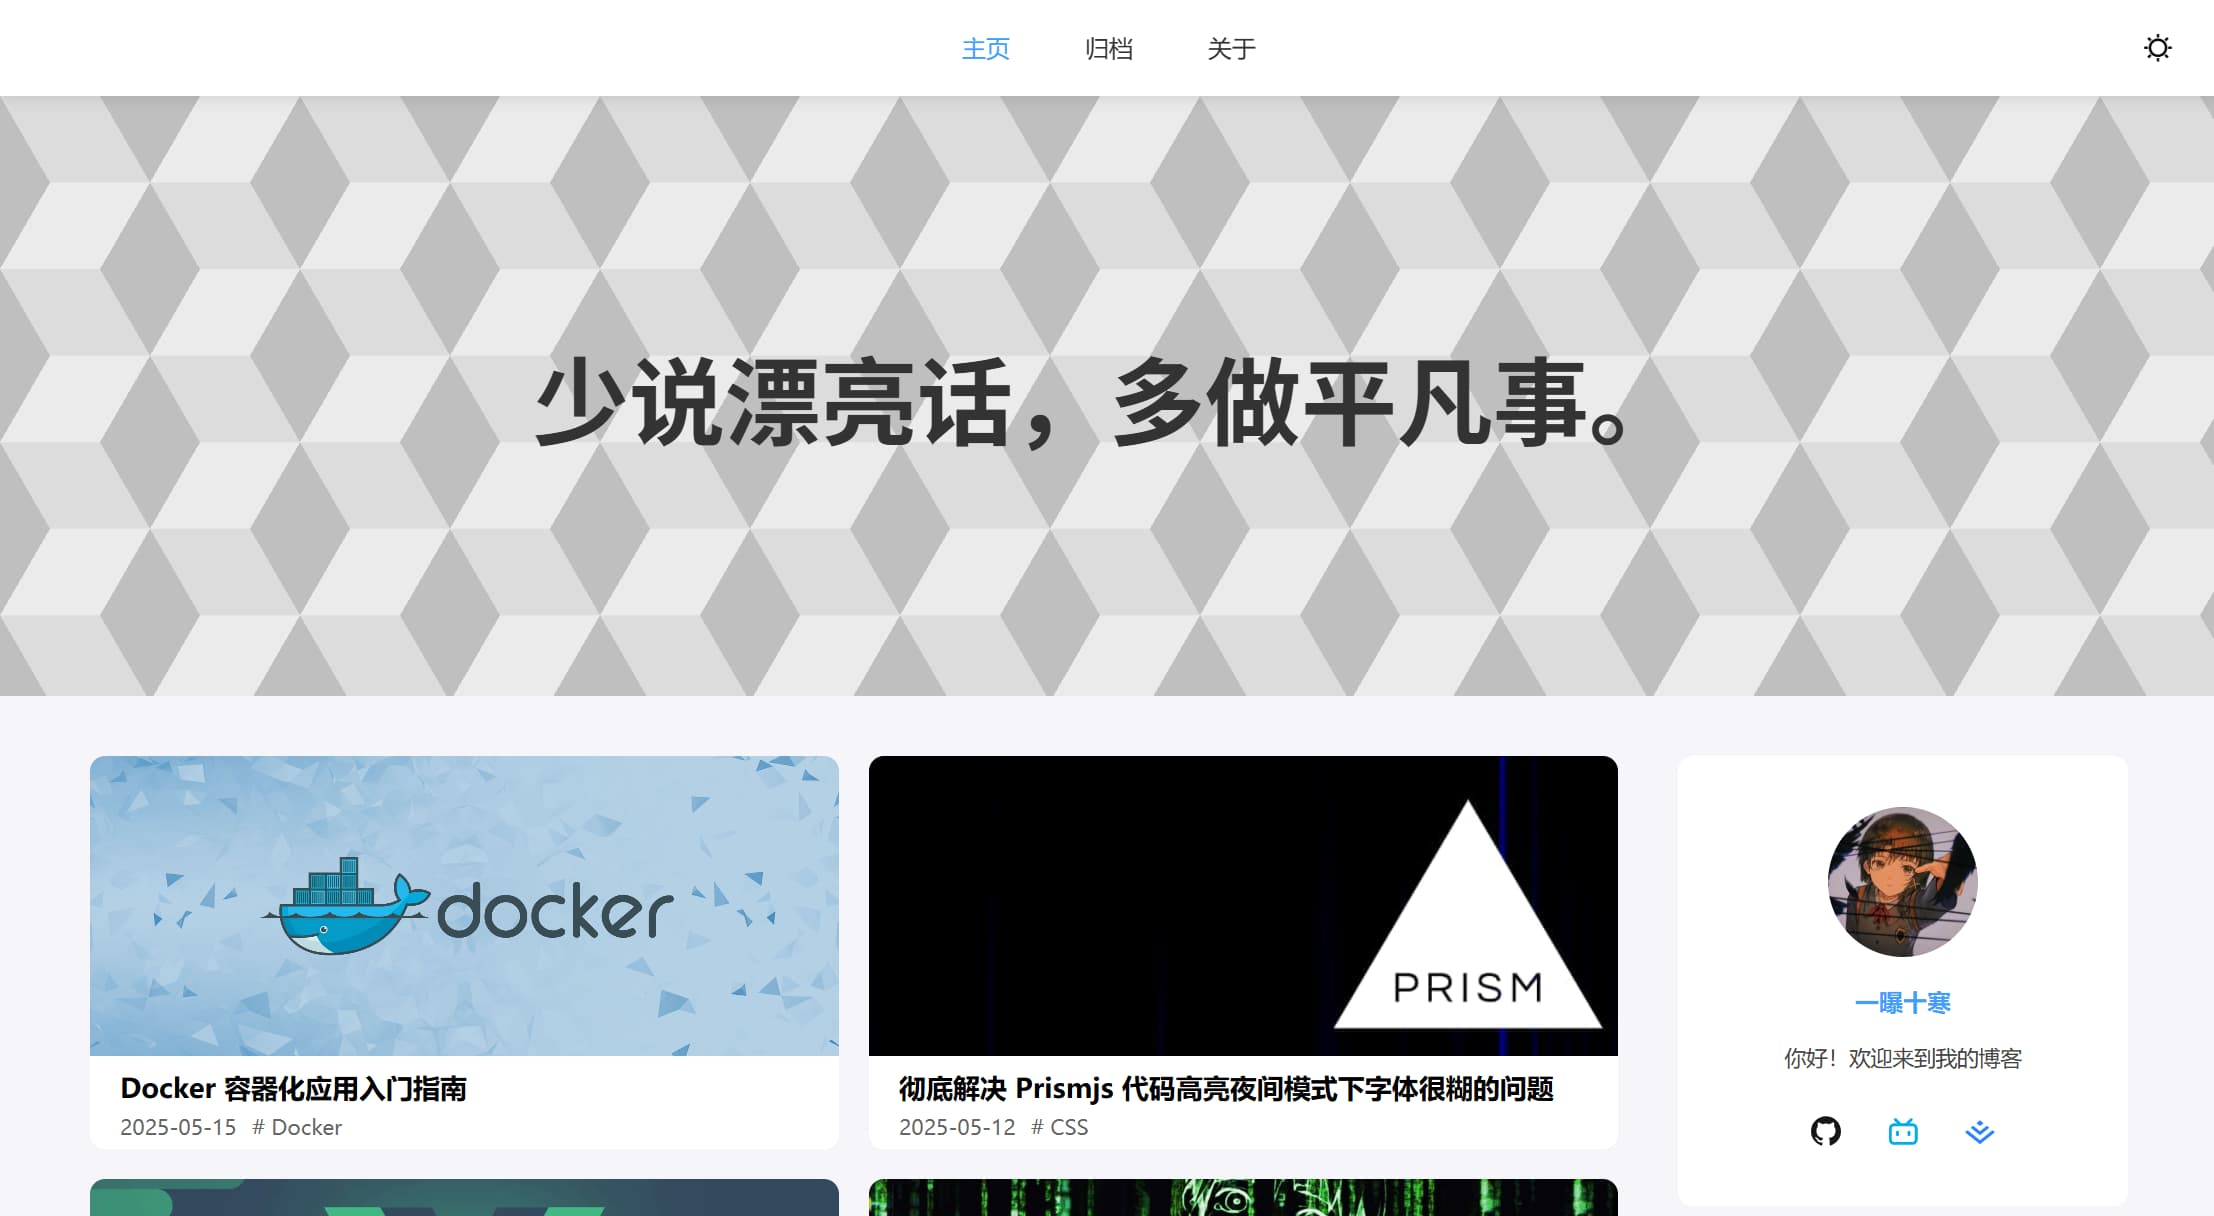 主页 归档 关于
少说漂亮话，多做平凡事。
docker
PRISM
Docker 容器化应用入门指南
2025-05-15 # Docker
彻底解决 Prismjs 代码高亮夜间模式下字体很糊的问题
2025-05-12 # CSS
一曝十寒
你好！欢迎来到我的博客